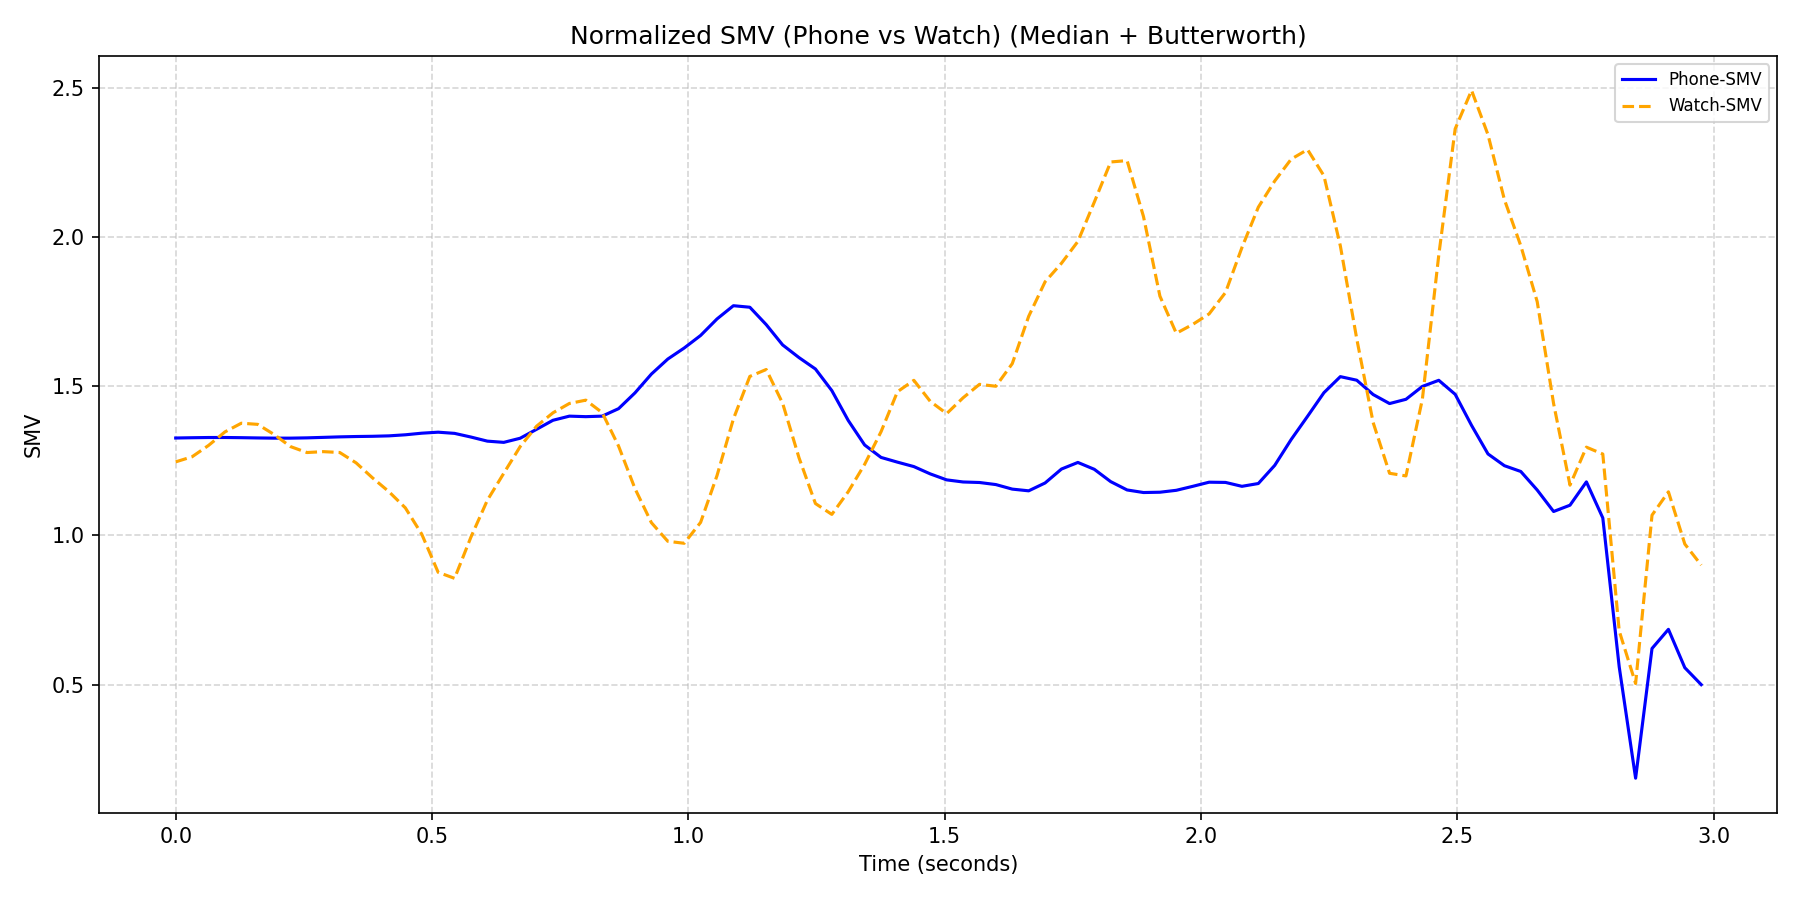 Normalized SMV (Phone vs Watch) (Median + Butterworth)
Phone-SMV
Watch-SMV
2.5
2.0
1.5
1.0
0.5
SMV
0.0 0.5 1.0 1.5 2.0 2.5 3.0
Time (seconds)